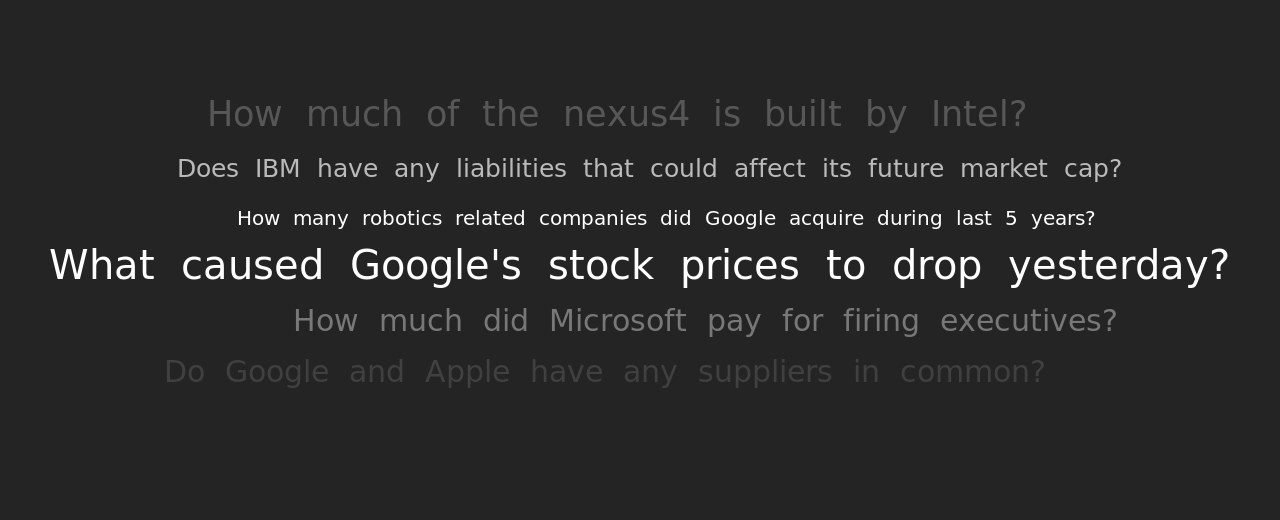 How much of the nexus4 is built by Intel?
Does IBM have any liabilities that could affect its future market cap?
How many robotics related companies did Google acquire during last 5 years?
What caused Google's stock prices to drop yesterday?
How much did Microsoft pay for firing executives?
Do Google and Apple have any suppliers in common?